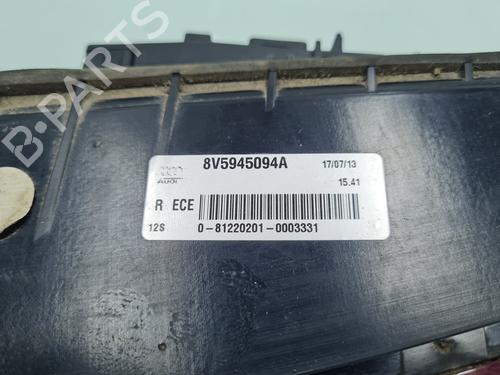 8V5945094A 17/07/13
AUDI 15.41
R ECE
12S 0-81220201-0003331
B-PARTS